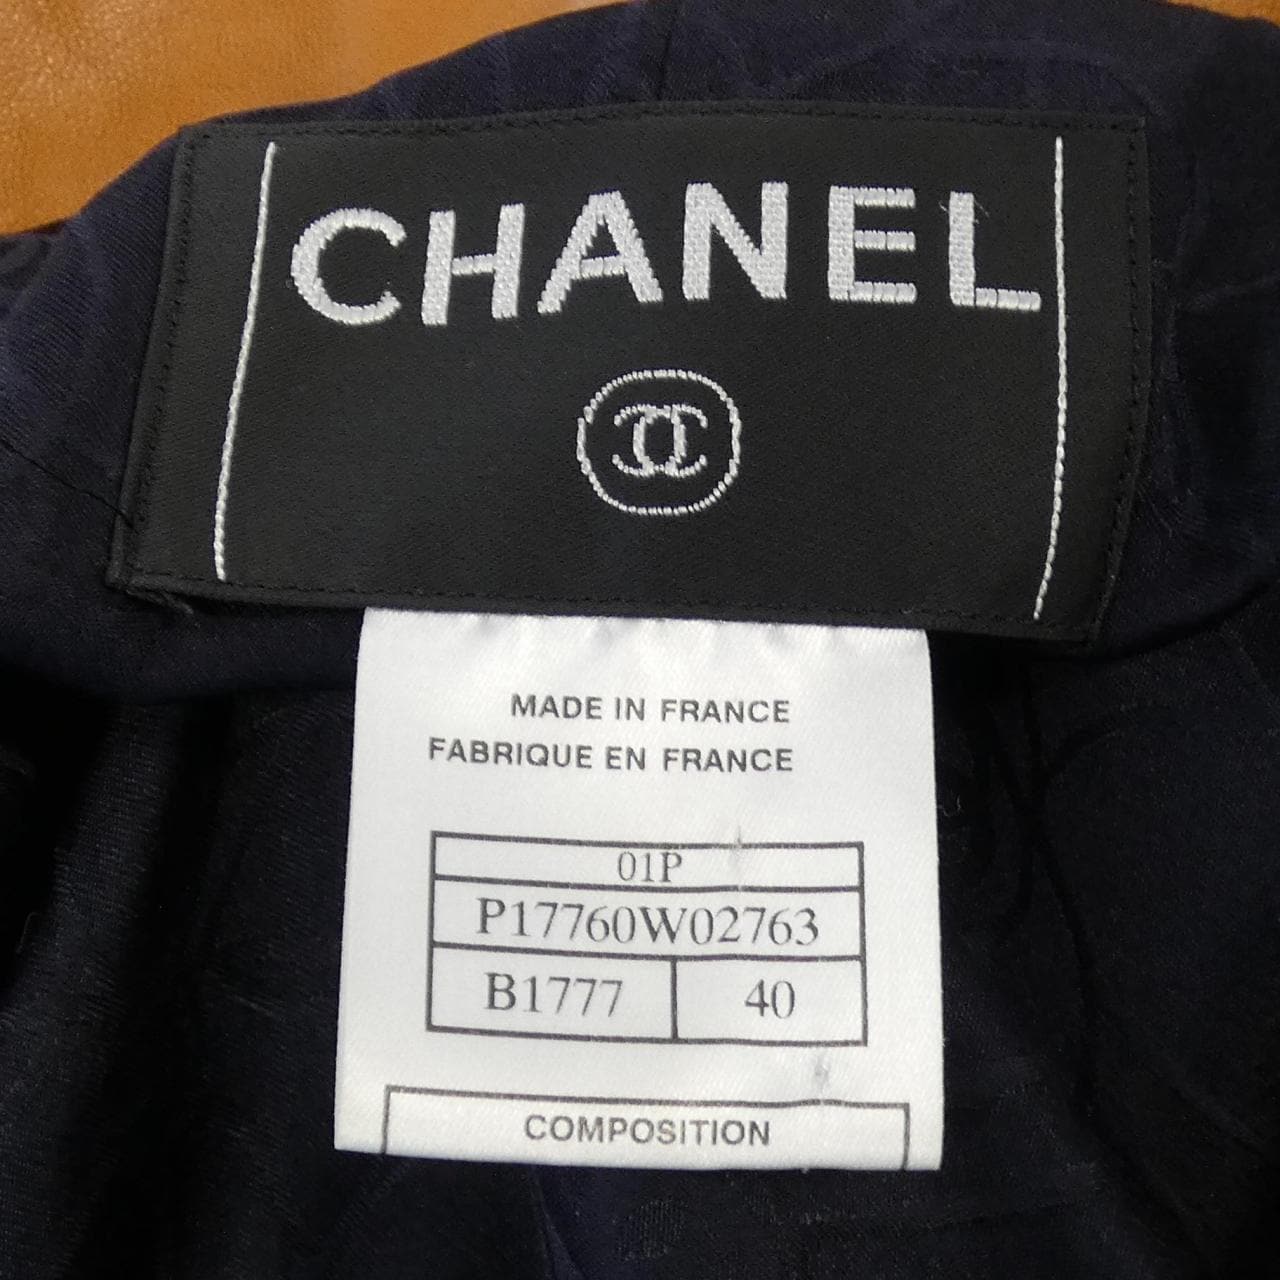 CHANEL
MADE IN FRANCE
FABRIQUE EN FRANCE
01P
P17760W02763
B1777 40
COMPOSITION